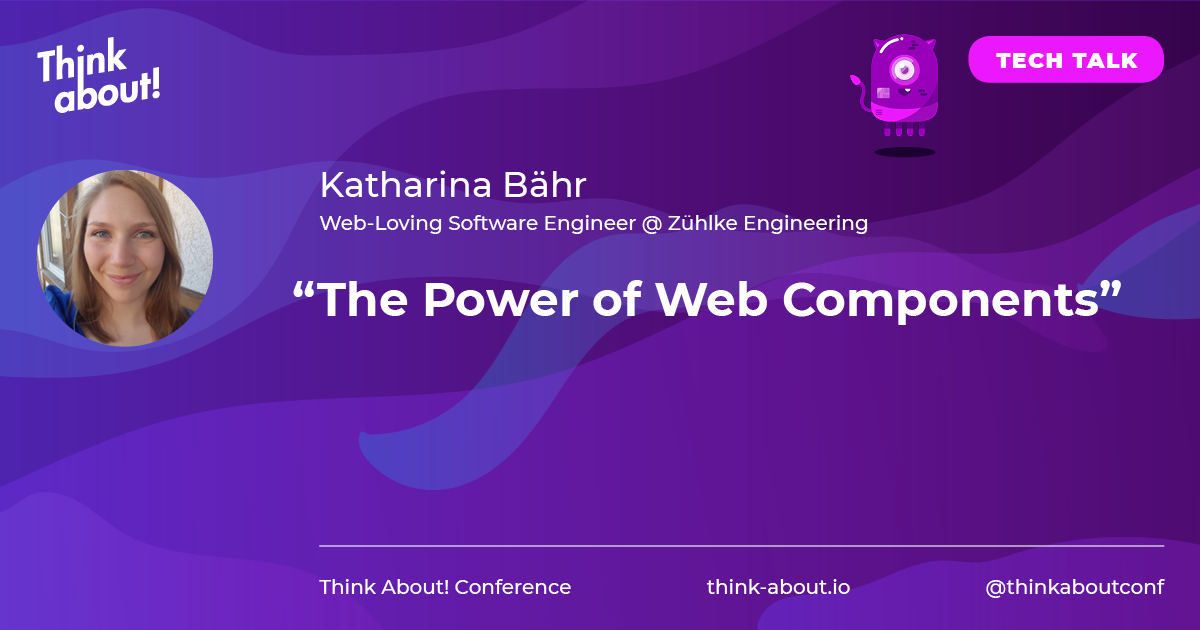 Think
about!
TECH TALK
Katharina Bähr
Web-Loving Software Engineer @ Zühlke Engineering
“The Power of Web Components”
Think About! Conference
think-about.io
@thinkaboutconf